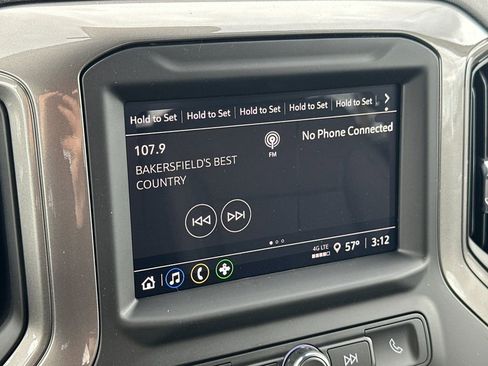 Hold to Set Hold to Set Hold to Set Hold to Set Hold to Set
107.9
FM
BAKERSFIELD'S BEST
COUNTRY
No Phone Connected
4G LTE 57° 3:12